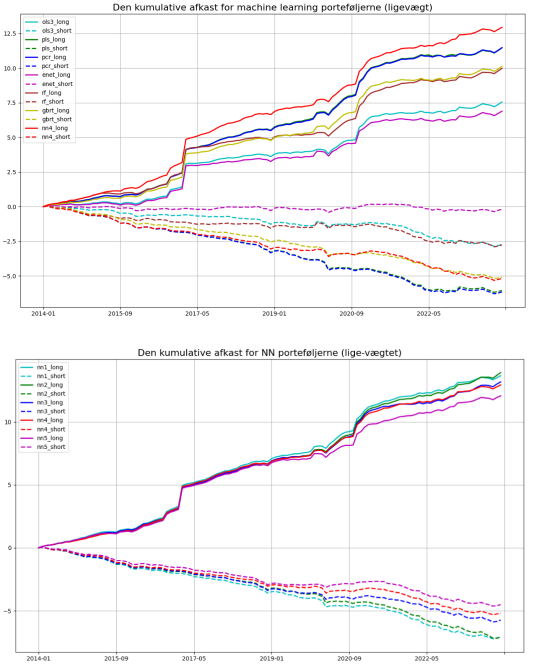 Den kumulative afkast for machine learning porteføljerne (ligevægt)
ols3_long
ols3_short
pls_long
pls_short
pcr_long
pcr_short
enet_long
enet_short
rf_long
rf_short
gbrt_long
gbrt_short
nn4_long
nn4_short
12.5
10.0
7.5
5.0
2.5
0.0
−2.5
−5.0
2014-01
2015-09
2017-05
2019-01
2020-09
2022-05
Den kumulative afkast for NN porteføljerne (lige-vægtet)
nn1_long
nn1_short
nn2_long
nn2_short
nn3_long
nn3_short
nn4_long
nn4_short
nn5_long
nn5_short
10
5
0
−5
2014-01
2015-09
2017-05
2019-01
2020-09
2022-05